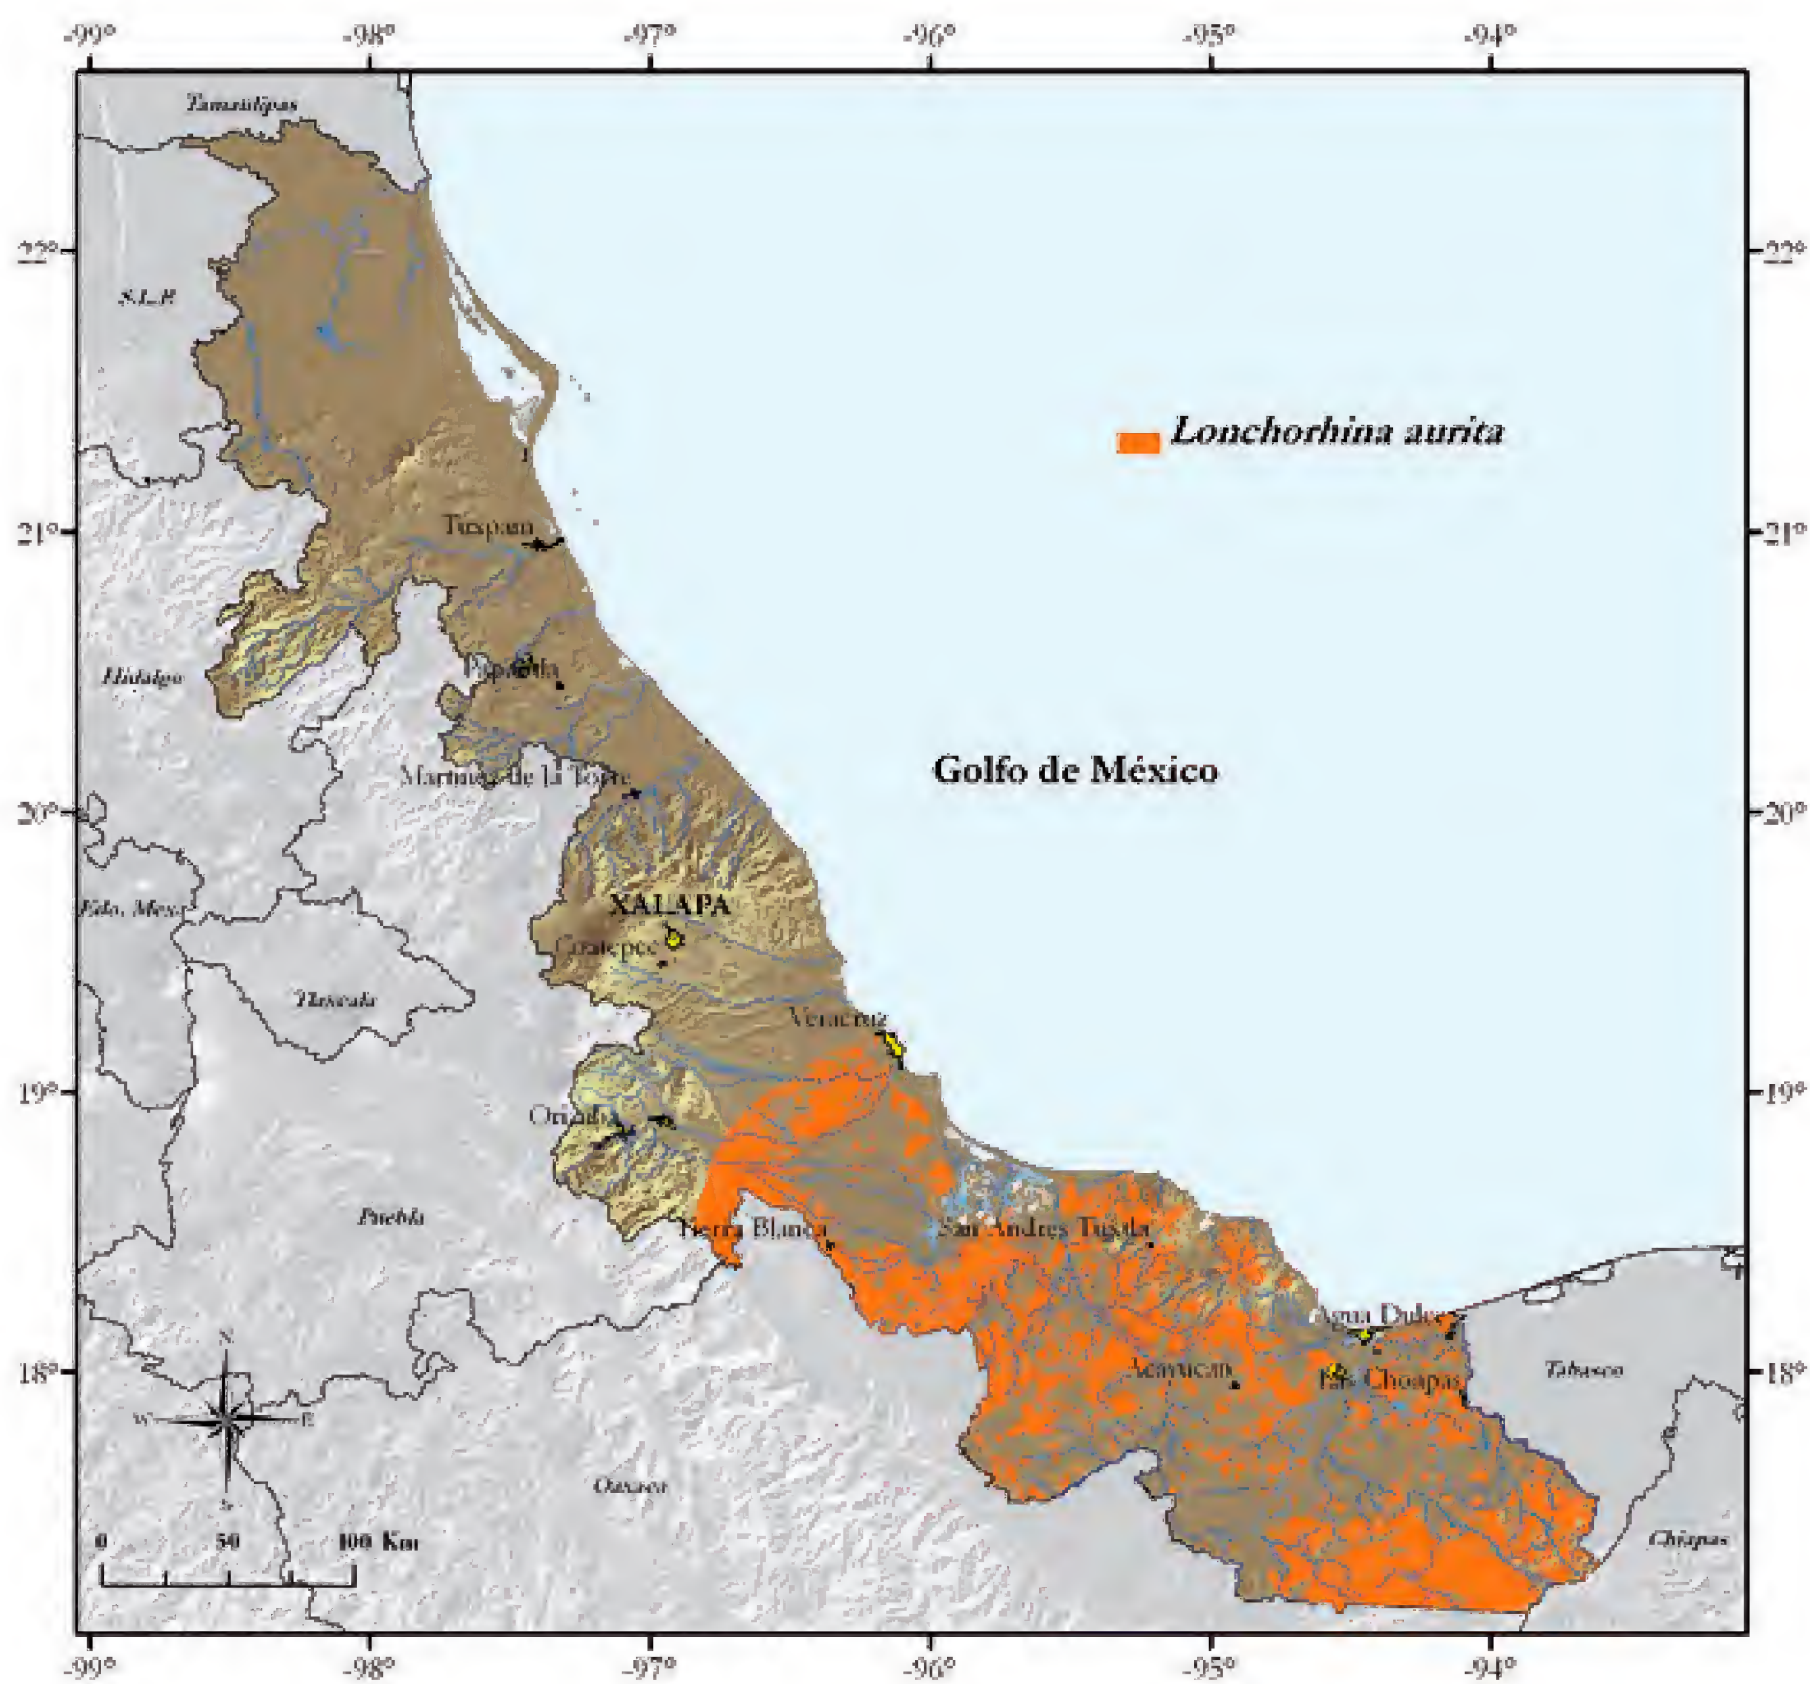 -99° -98° -97° -96° -95° -94°
Tamaulipas
22° 22°
S.L.P.
Lonchorhina aurita
21° 21°
Tuxpam
Hidalgo
Papantla
Golfo de México
Martínez de la Torre
20° 20°
XALAPA
Edo. Mex.
Coatepec
Tlaxcala
Veracruz
19° 19°
Orizaba
Puebla
Tierra Blanca
San Andres Tuxtla
Agua Dulce
18° 18°
Acayucan
Las Choapas
Tabasco
N
W E
S
Oaxaca
Chiapas
0 50 100 Km
-99° -98° -97° -96° -95° -94°